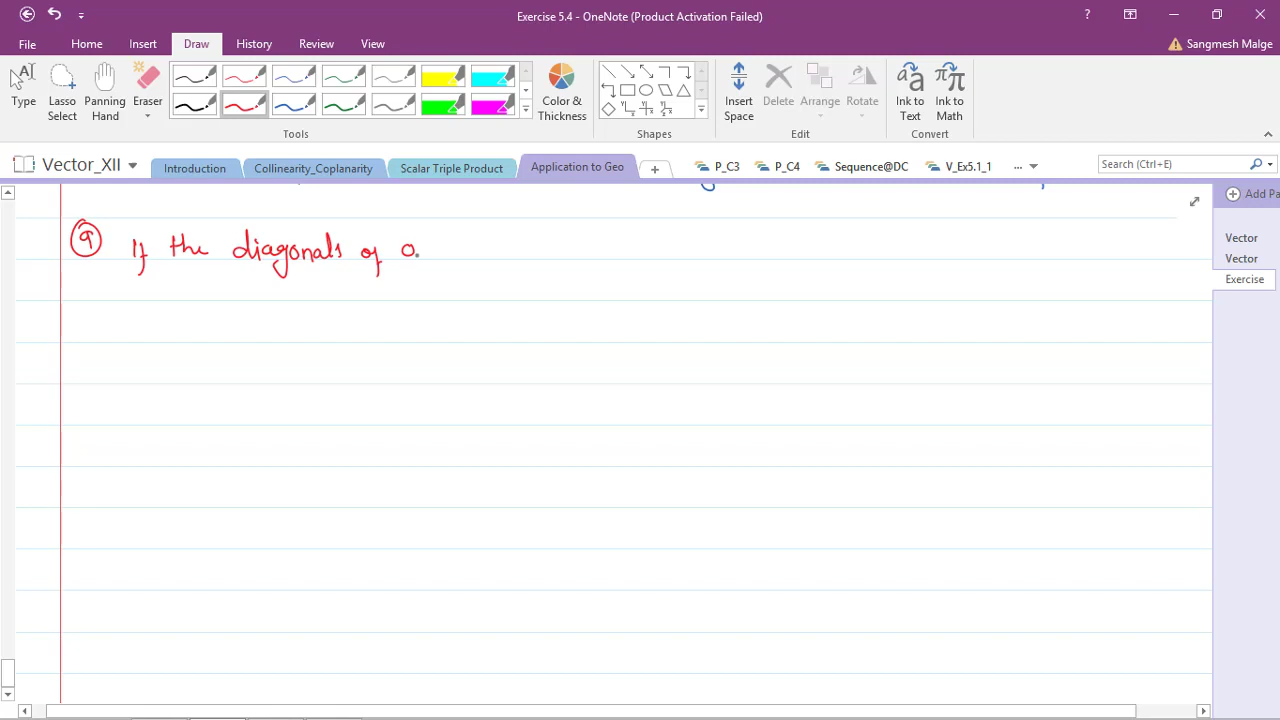 Exercise 5.4 - OneNote (Product Activation Failed)
?
File Home Insert Draw History Review View
Sangmesh Malge
Type
Lasso Select
Panning Hand
Eraser
Color & Thickness
Insert Space
Delete
Arrange
Rotate
Ink to Text
Ink to Math
Tools
Shapes
Edit
Convert
Vector_XII
Introduction
Collinearity_Coplanarity
Scalar Triple Product
Application to Geo
P_C3
P_C4
Sequence@DC
V_Ex5.1_1
...
Search (Ctrl+E)
Add Pa
Vector
Vector
Exercise
9 If the diagonals of a